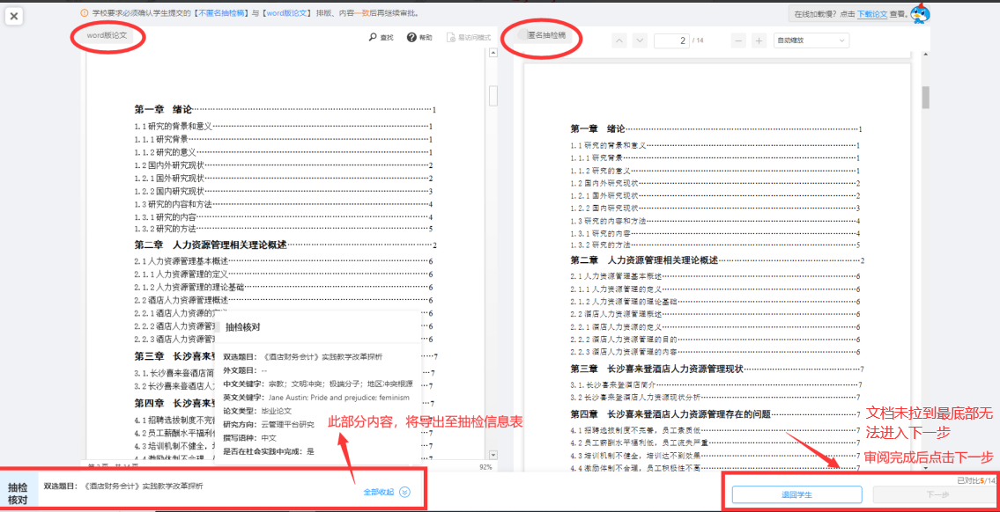 学校要求必须确认学生提交的【不匿名抽检稿】与【word版论文】排版、内容一致后再继续审批。
在线加载慢？点击 下载论文 查看。
word版论文
查找
帮助
易访问模式
匿名抽检稿
2 / 14
自动缩放
第一章 绪论 1
1.1研究的背景和意义 1
1.1.1研究背景 1
1.1.2研究的意义 1
1.2国内外研究现状 2
1.2.1国外研究现状 2
1.2.2国内研究现状 3
1.3研究的内容和方法 4
1.3.1研究的内容 4
1.3.2研究的方法 5
第二章 人力资源管理相关理论概述 2
2.1人力资源管理基本概述 6
2.1.1人力资源管理的定义 6
2.1.2人力资源管理的理论基础 6
2.2酒店人力资源管理概述 6
2.2.1酒店人力资源的 6
2.2.2酒店人力资源管 6
2.2.3酒店人力资源管 6
第三章 长沙喜来 7
3.1.长沙喜来登酒店简 7
3.2长沙喜来登酒店人 7
第四章 长沙喜来 7
4.1招聘选拔制度不完
4.2员工薪酬水平福利
4.3培训机制不健全，
4.4激励体制不合理，
92%
抽检核对
双选题目：《酒店财务会计》实践教学改革探析
外文题目：--
中文关键字：宗教；文明冲突；极端分子；地区冲突根源
英文关键字：Jane Austin; Pride and prejudice; feminism
论文类型：毕业论文
研究方向：云管理平台研究
撰写语种：中文
是否在社会实践中完成：是
此部分内容，将导出至抽检信息表
第一章 绪论 1
1.1研究的背景和意义 1
1.1.1研究背景 1
1.1.2研究的意义 1
1.2国内外研究现状 2
1.2.1国外研究现状 2
1.2.2国内研究现状 3
1.3研究的内容和方法 4
1.3.1研究的内容 4
1.3.2研究的方法 5
第二章 人力资源管理相关理论概述 2
2.1人力资源管理基本概述 6
2.1.1人力资源管理的定义 6
2.1.2人力资源管理的理论基础 6
2.2酒店人力资源管理概述 6
2.2.1酒店人力资源的定义 6
2.2.2酒店人力资源管理的目的 6
2.2.3酒店人力资源管理的内容 6
第三章 长沙喜来登酒店人力资源管理现状 7
3.1.长沙喜来登酒店简介 7
3.2长沙喜来登酒店人力资源现状分析 7
第四章 长沙喜来登酒店人力资源管理存在的问题 7
4.1招聘选拔制度不完善，员工素质低 7
4.2员工薪酬水平福利低，员工流失严重 7
4.3培训机制不健全，培训达不到效果 7
4.4激励体制不合理，员工积极性不高 7
文档未拉到最底部无
法进入下一步
审阅完成后点击下一步
抽检
核对
双选题目：《酒店财务会计》实践教学改革探析
全部收起
已对比5/14
退回学生
下一步